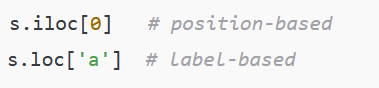 s.iloc[0]   # position-based
s.loc['a']  # label-based